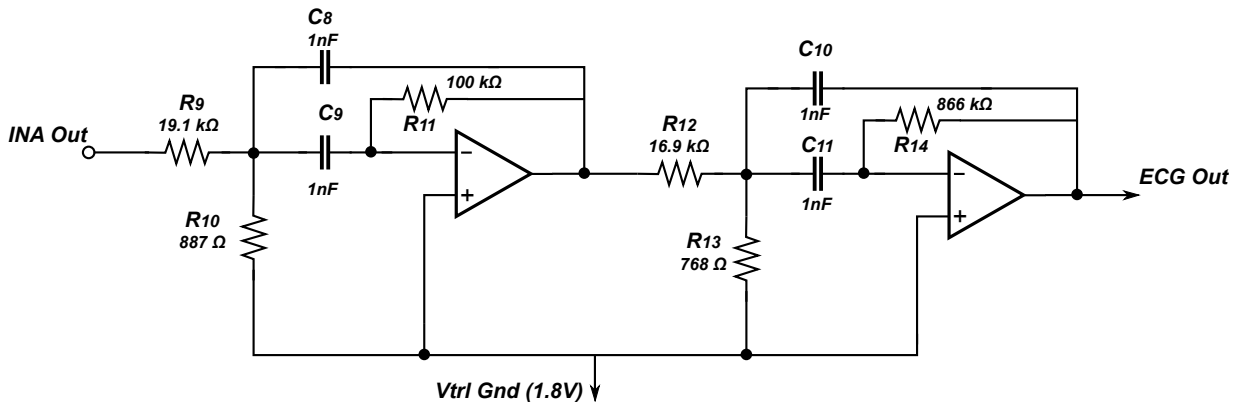 C8
1nF
C10
R9
19.1 kΩ
C9
100 kΩ
R11
1nF
866 kΩ
INA Out
R12
16.9 kΩ
C11
R14
1nF
−
+
1nF
−
+
ECG Out
R10
887 Ω
R13
768 Ω
Vtrl Gnd (1.8V)